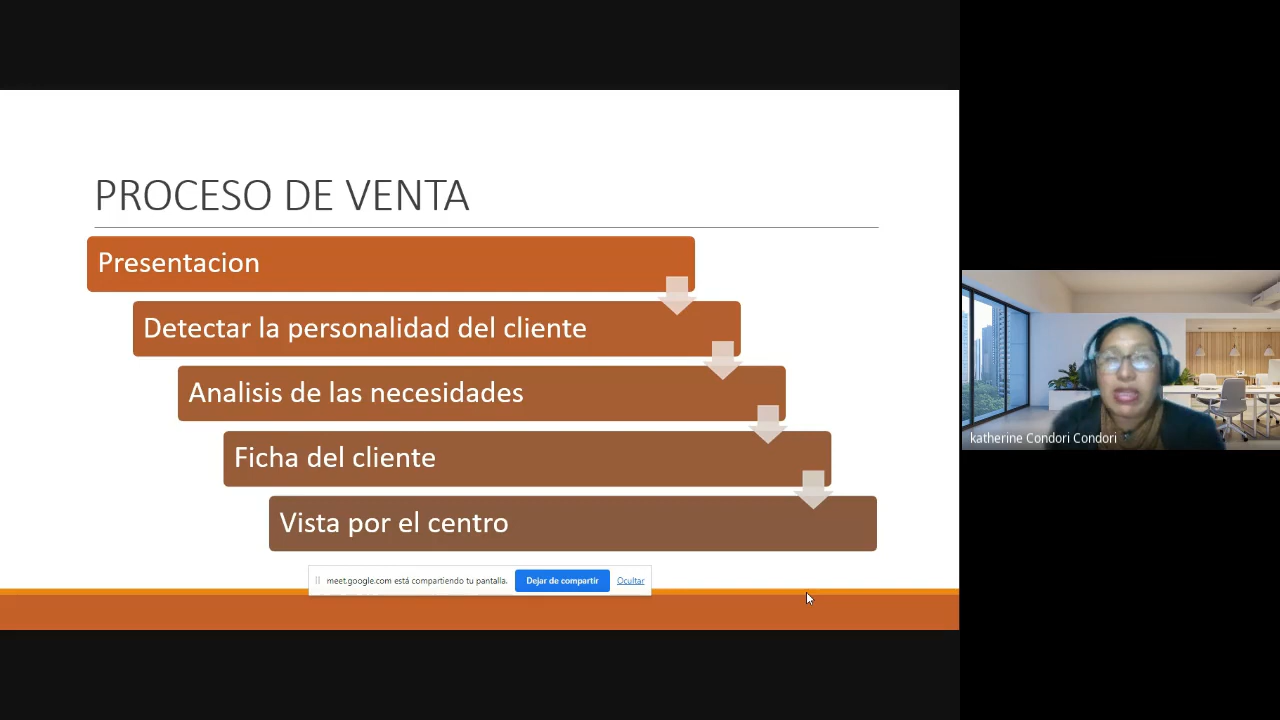 PROCESO DE VENTA
Presentacion
Detectar la personalidad del cliente
Analisis de las necesidades
Ficha del cliente
Vista por el centro
meet.google.com está compartiendo tu pantalla.
Dejar de compartir
Ocultar
katherine Condori Condori